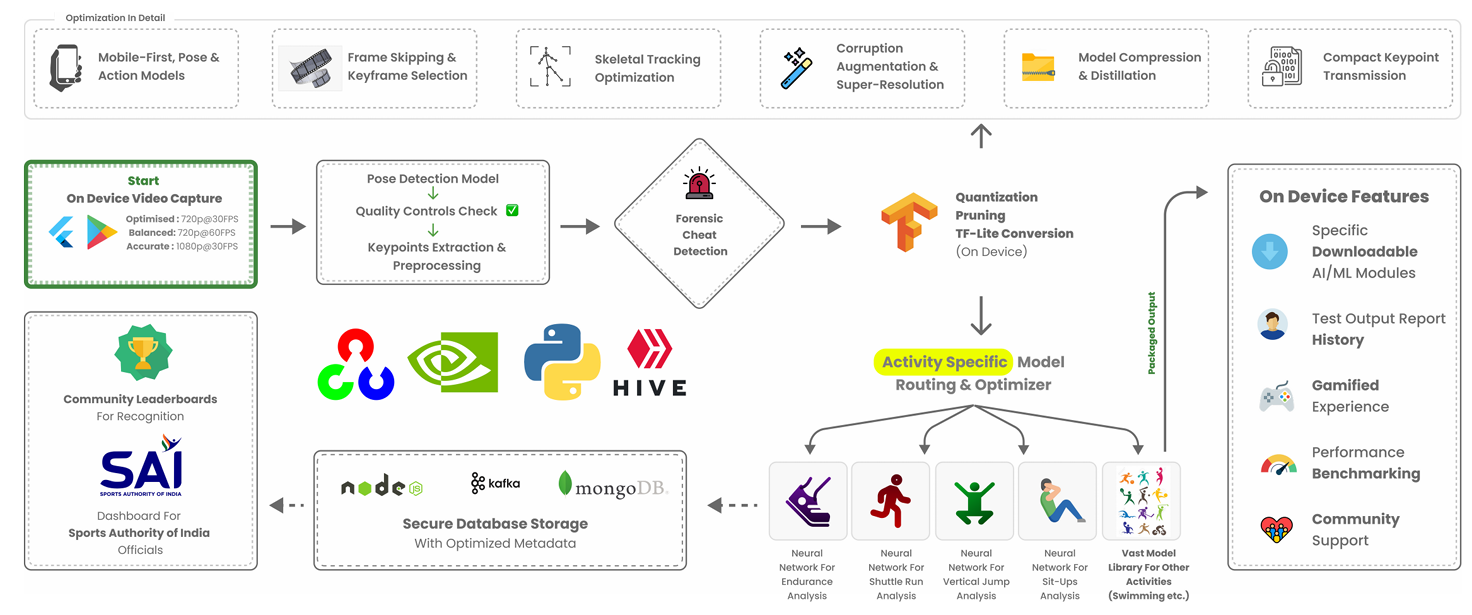 Optimization In Detail
Mobile-First, Pose &
Action Models
Frame Skipping &
Keyframe Selection
Skeletal Tracking
Optimization
Corruption
Augmentation &
Super-Resolution
Model Compression
& Distillation
Compact Keypoint
Transmission
Start
On Device Video Capture
Optimised : 720p@30FPS
Balanced: 720p@60FPS
Accurate : 1080p@30FPS
Pose Detection Model
Quality Controls Check
Keypoints Extraction &
Preprocessing
Forensic
Cheat
Detection
Quantization
Pruning
TF-Lite Conversion
(On Device)
Activity Specific Model
Routing & Optimizer
Packaged Output
On Device Features
Specific
Downloadable
AI/ML Modules
Test Output Report
History
Gamified
Experience
Performance
Benchmarking
Community
Support
Community Leaderboards
For Recognition
SAI
SPORTS AUTHORITY OF INDIA
Dashboard For
Sports Authority of India
Officials
HIVE
node JS
kafka
mongoDB.
Secure Database Storage
With Optimized Metadata
Neural
Network For
Endurance
Analysis
Neural
Network For
Shuttle Run
Analysis
Neural
Network For
Vertical Jump
Analysis
Neural
Network For
Sit-Ups
Analysis
Vast Model
Library For Other
Activities
(Swimming etc.)